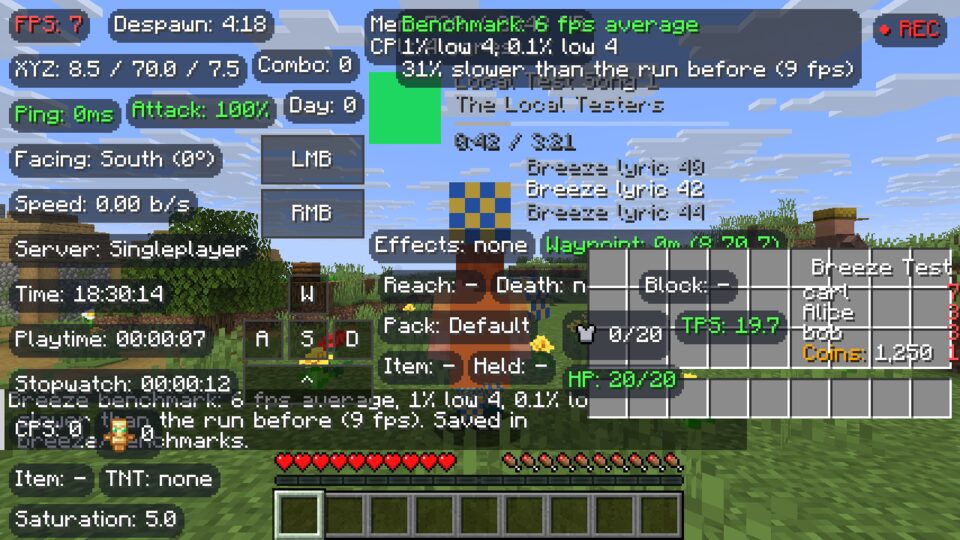 FPS: 7
Despawn: 4:18
Benchmark: 6 fps average
1% low 4, 0.1% low 4
31% slower than the run before (9 fps)
REC
XYZ: 8.5 / 70.0 / 7.5
Combo: 0
Ping: 0ms
Attack: 100%
Day: 0
Local Test Song 1
The Local Testers
0:42 / 3:21
Facing: South (0°)
LMB
Breeze lyric 40
Breeze lyric 42
Breeze lyric 44
Speed: 0.00 b/s
RMB
Server: Singleplayer
Effects: none
Waypoint: 0m (8,70,7)
Breeze Test
Time: 18:30:14
W
Reach: -
Death:
Block: -
carl
7
Alice
3
Playtime: 00:00:07
A
S
D
Pack: Default
0/20
TPS: 19.7
bob
3
Coins: 1,250
1
Item: -
Held: -
Stopwatch: 00:00:12
^
HP: 20/20
Breeze benchmark: 6 fps average, 1% low 4, 0.1% lo
slower than the run before (9 fps). Saved in
CPS: 0
0
Item: -
TNT: none
Saturation: 5.0